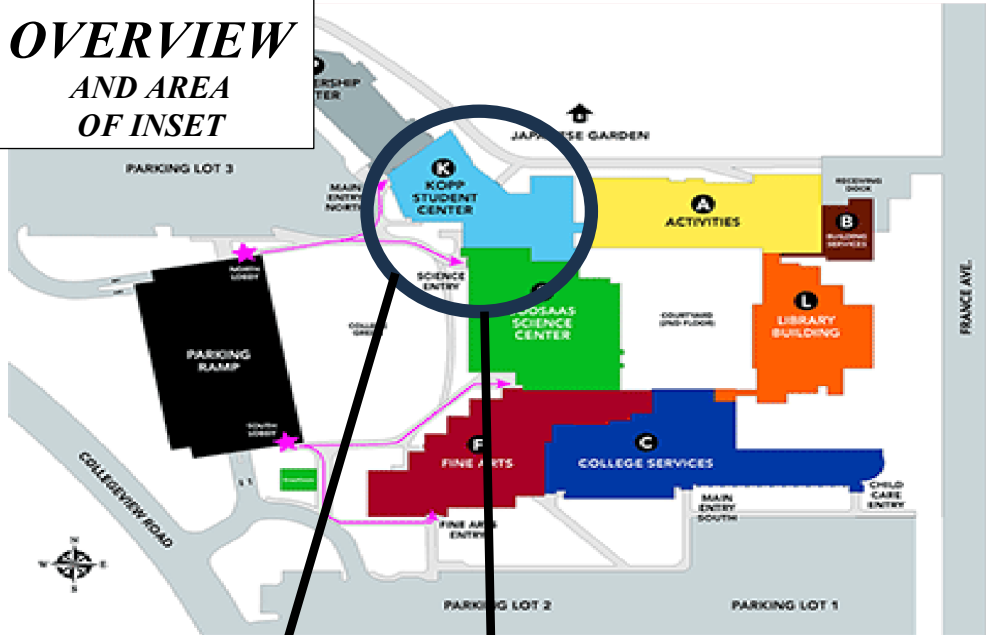 OVERVIEW
AND AREA
OF INSET
P
ERSHIP
TER
JAPANESE GARDEN
PARKING LOT 3
K
KOPP
STUDENT
CENTER
MAIN
ENTRY
NORTH
A
ACTIVITIES
RECEIVING
DOCK
B
BUILDING
SERVICES
NORTH
LOBBY
SCIENCE
ENTRY
SCIENCE
CENTER
COURTYARD
(2ND FLOOR)
L
LIBRARY
BUILDING
FRANCE AVE.
COLLEGE
PARKING
RAMP
SOUTH
LOBBY
F
FINE ARTS
C
COLLEGE SERVICES
COLLEGEVIEW ROAD
MAIN
ENTRY
SOUTH
CHILD
CARE
ENTRY
FINE ARTS
ENTRY
N
W E
S
PARKING LOT 2
PARKING LOT 1